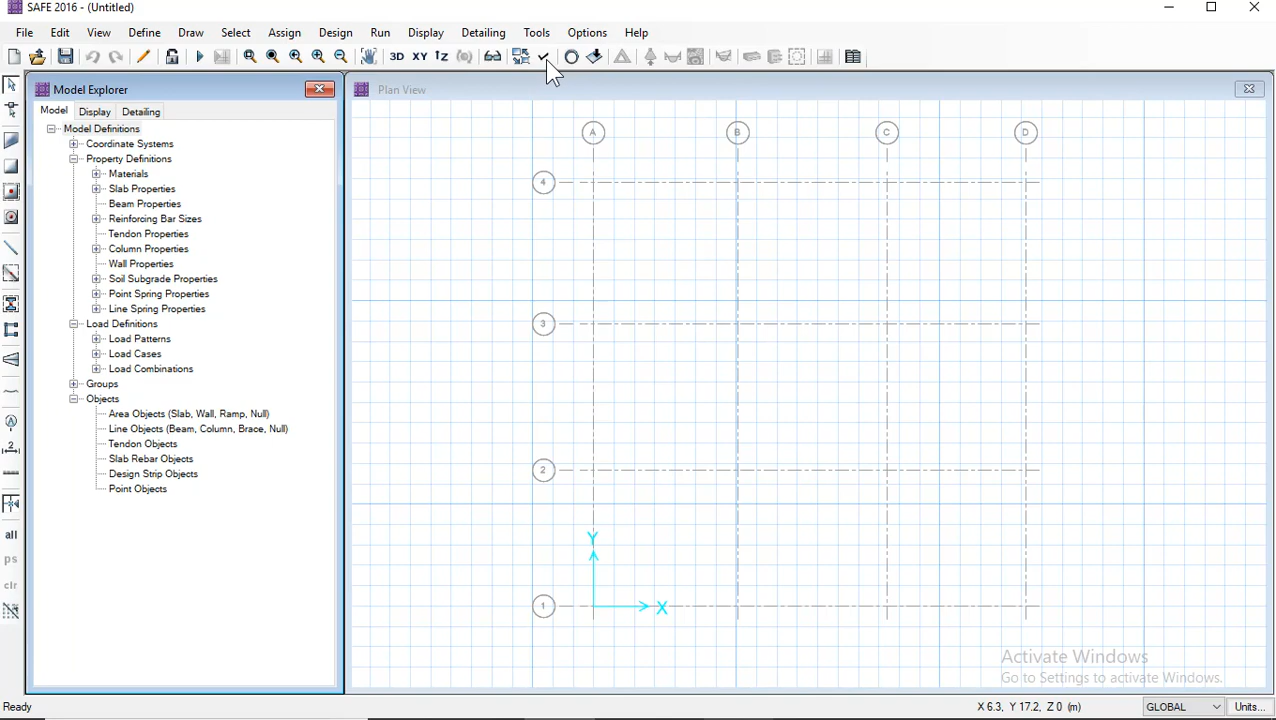 SAFE 2016 - (Untitled)
File Edit View Define Draw Select Assign Design Run Display Detailing Tools Options Help
3D XY
Model Explorer
Plan View
Model Display Detailing
Model Definitions
Coordinate Systems
Property Definitions
Materials
Slab Properties
Beam Properties
Reinforcing Bar Sizes
Tendon Properties
Column Properties
Wall Properties
Soil Subgrade Properties
Point Spring Properties
Line Spring Properties
Load Definitions
Load Patterns
Load Cases
Load Combinations
Groups
Objects
Area Objects (Slab, Wall, Ramp, Null)
Line Objects (Beam, Column, Brace, Null)
Tendon Objects
Slab Rebar Objects
Design Strip Objects
Point Objects
all
ps
clr
A B C D
4
3
2
1
Y
X
Activate Windows
Go to Settings to activate Windows.
Ready
X 6.3, Y 17.2, Z 0 (m)
GLOBAL
Units...